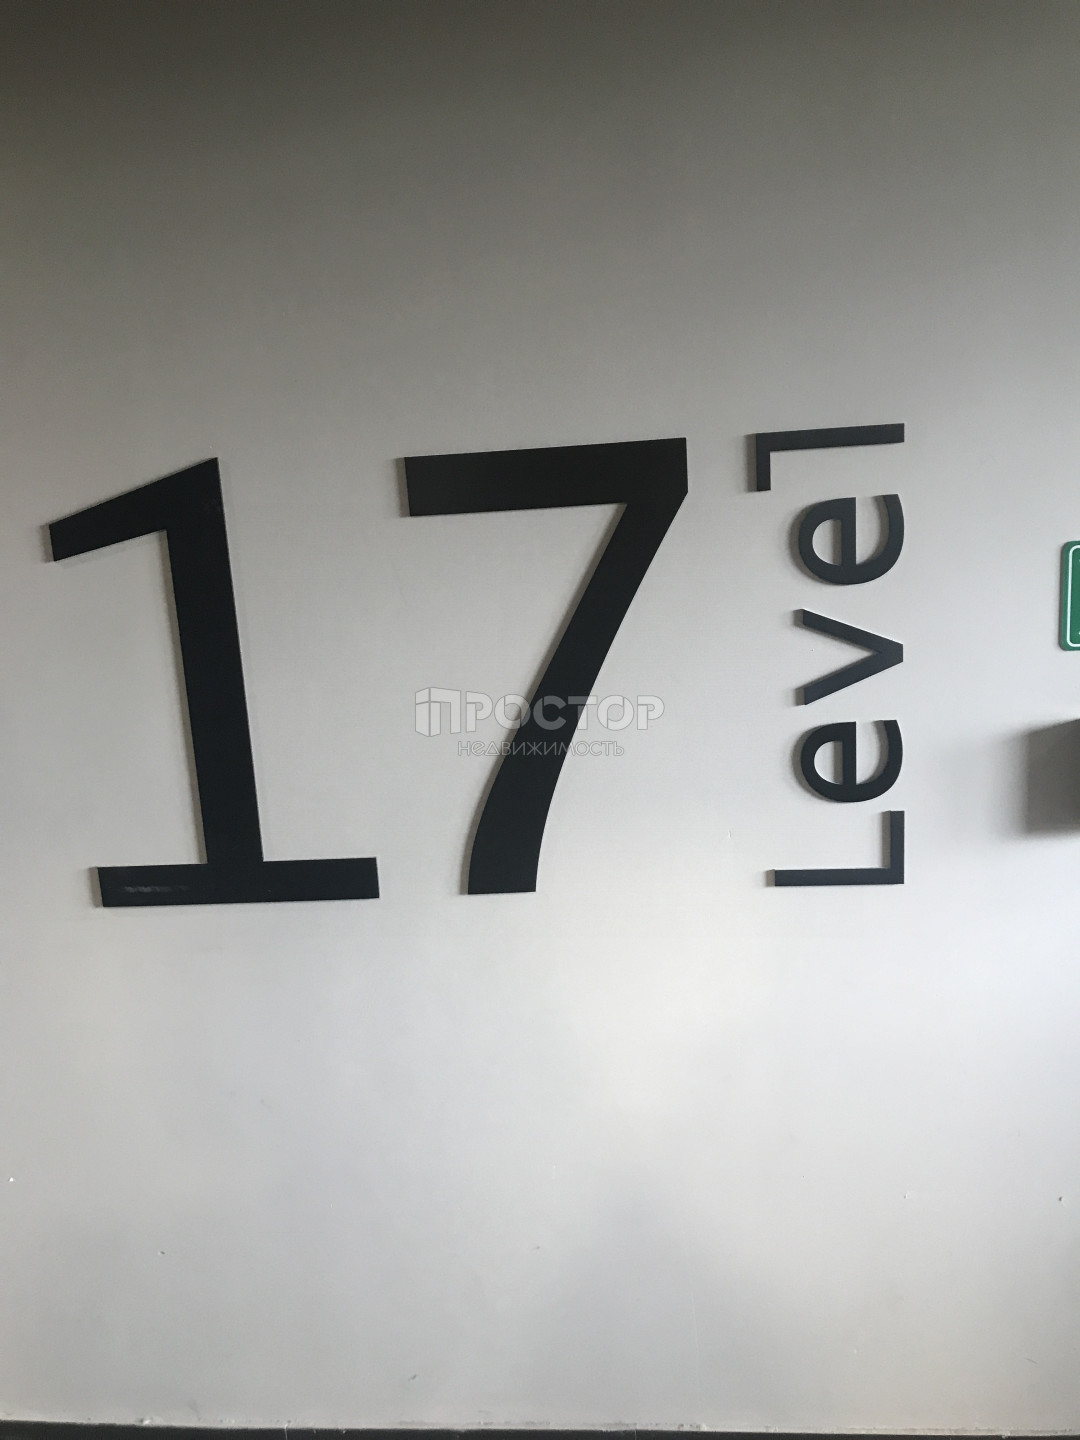 17
Level
ПРОСТОР
недвижимость